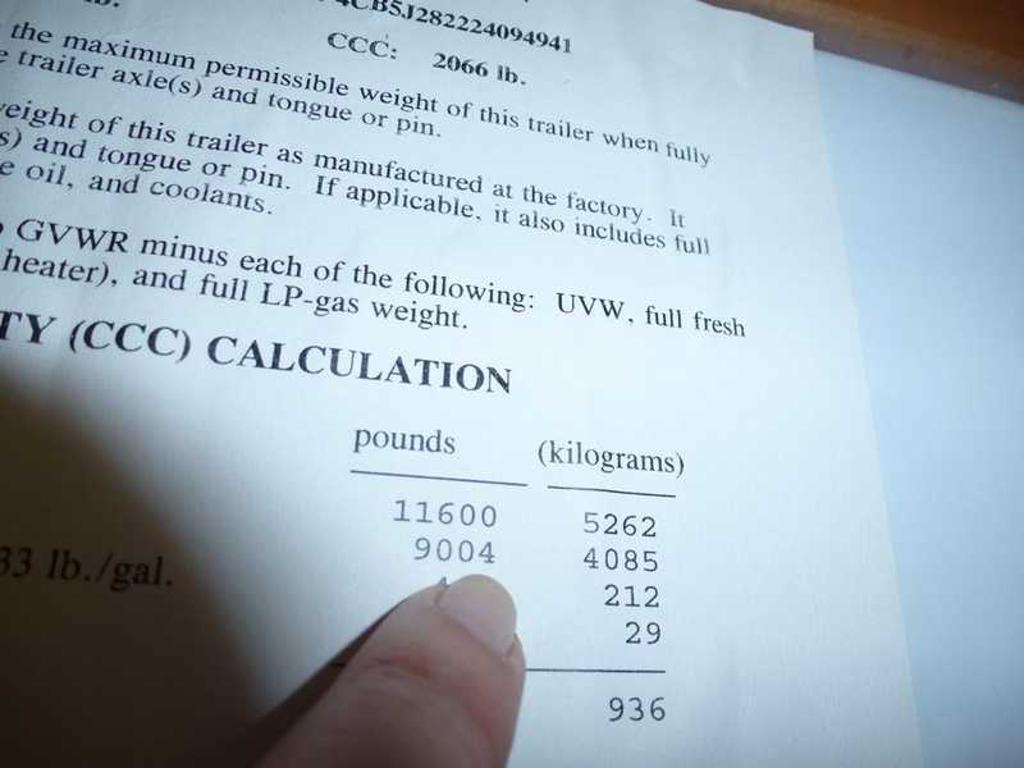 4CB5J282224094941
CCC: 2066 lb.
the maximum permissible weight of this trailer when fully
trailer axle(s) and tongue or pin.
weight of this trailer as manufactured at the factory. It
s) and tongue or pin. If applicable, it also includes full
oil, and coolants.
GVWR minus each of the following: UVW, full fresh
heater), and full LP-gas weight.
TY (CCC) CALCULATION
pounds (kilograms)
11600 5262
9004 4085
212
33 lb./gal.
29
936